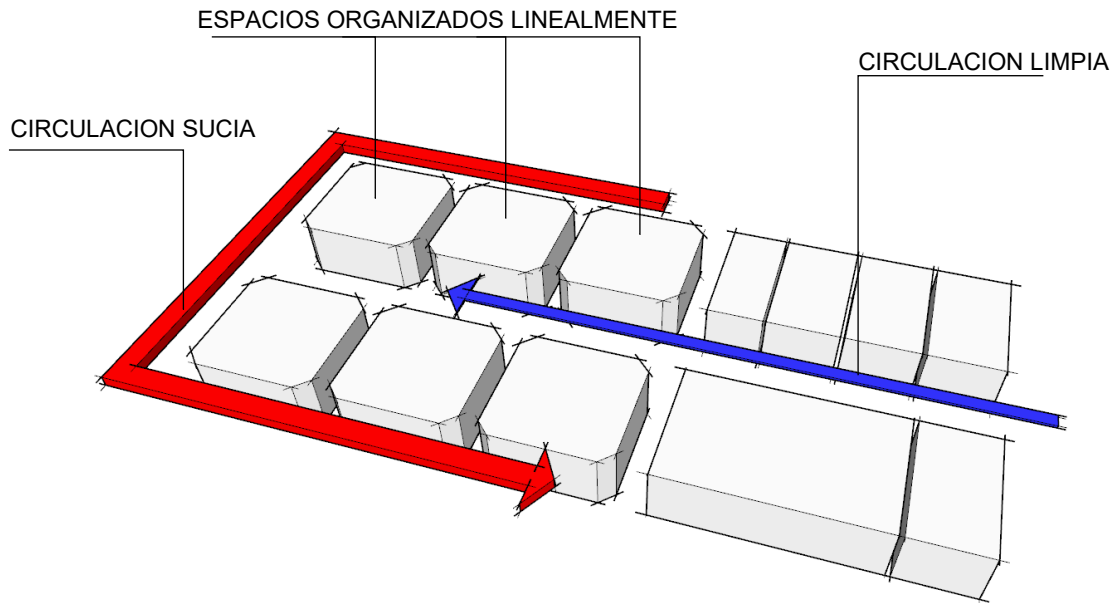 ESPACIOS ORGANIZADOS LINEALMENTE
CIRCULACION LIMPIA
CIRCULACION SUCIA